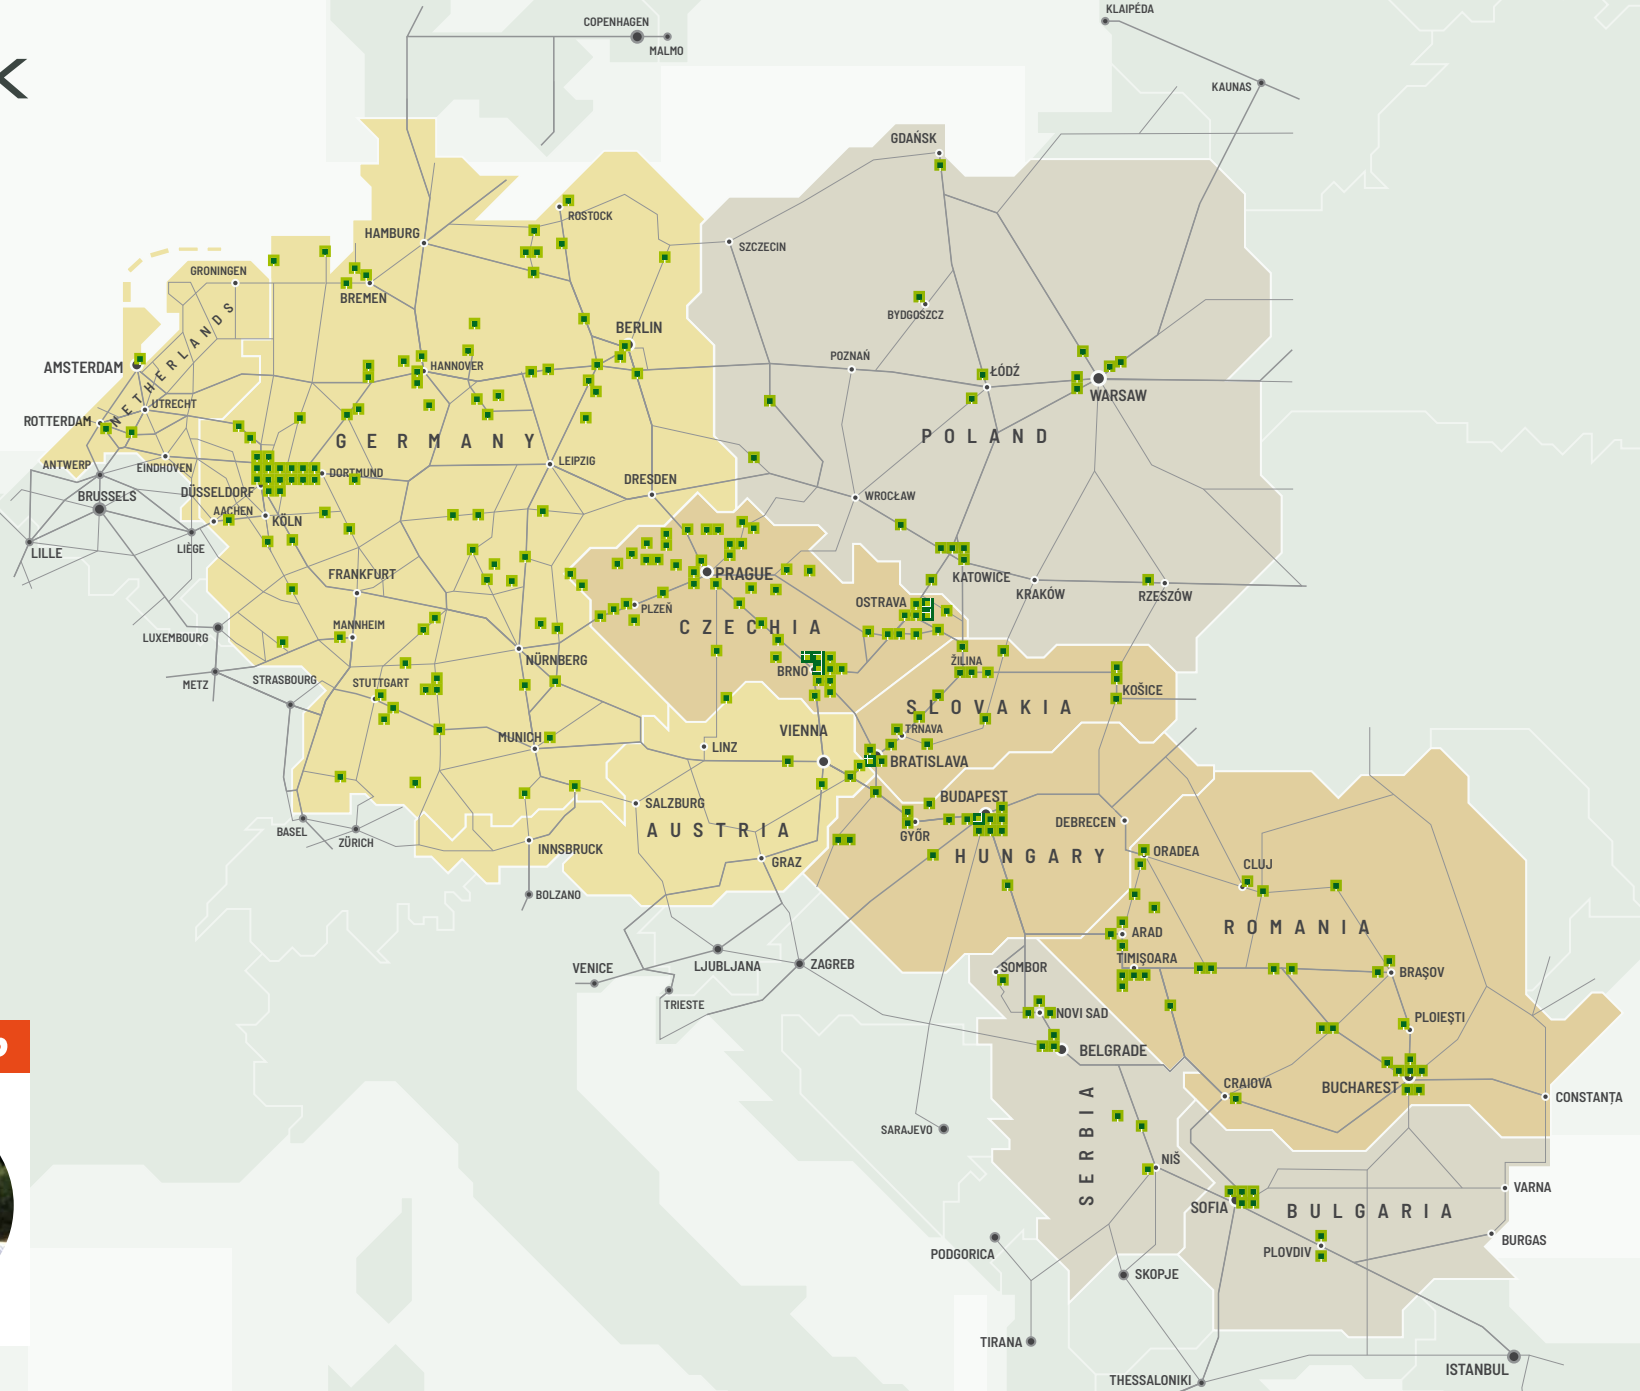 KLAIPĖDA
COPENHAGEN
MALMO
KAUNAS
GDAŃSK
ROSTOCK
HAMBURG
SZCZECIN
GRONINGEN
BREMEN
BYDGOSZCZ
BERLIN
NETHERLANDS
POZNAŃ
AMSTERDAM
HANNOVER
ŁÓDŹ
WARSAW
UTRECHT
ROTTERDAM
GERMANY
POLAND
ANTWERP
EINDHOVEN
DORTMUND
LEIPZIG
DRESDEN
DÜSSELDORF
BRUSSELS
WROCŁAW
AACHEN
KÖLN
LIÈGE
LILLE
FRANKFURT
PRAGUE
KATOWICE
KRAKÓW
RZESZÓW
OSTRAVA
PLZEŇ
MANNHEIM
CZECHIA
LUXEMBOURG
NÜRNBERG
ŽILINA
BRNO
METZ
STRASBOURG
STUTTGART
KOŠICE
SLOVAKIA
VIENNA
TRNAVA
MUNICH
LINZ
BRATISLAVA
BUDAPEST
SALZBURG
DEBRECEN
BASEL
ZÜRICH
AUSTRIA
GYŐR
INNSBRUCK
HUNGARY
ORADEA
GRAZ
CLUJ
BOLZANO
ROMANIA
ARAD
TIMIŞOARA
VENICE
LJUBLJANA
ZAGREB
SOMBOR
BRAŞOV
TRIESTE
NOVI SAD
PLOIEŞTI
BELGRADE
CRAIOVA
BUCHAREST
CONSTANȚA
SARAJEVO
SERBIA
NIŠ
VARNA
SOFIA
BULGARIA
BURGAS
PODGORICA
PLOVDIV
SKOPJE
TIRANA
ISTANBUL
THESSALONIKI